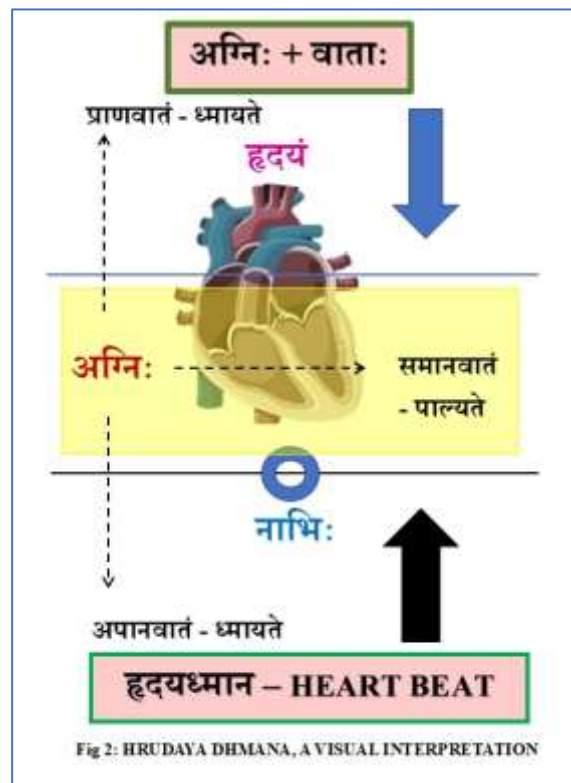 अग्निः + वाताः
प्राणवातं - ध्मायते
हृदयं
अग्निः
समानवातं
- पाल्यते
नाभिः
अपानवातं - ध्मायते
हृदयध्मान – HEART BEAT
Fig 2: HRUDAYA DHMANA, A VISUAL INTERPRETATION